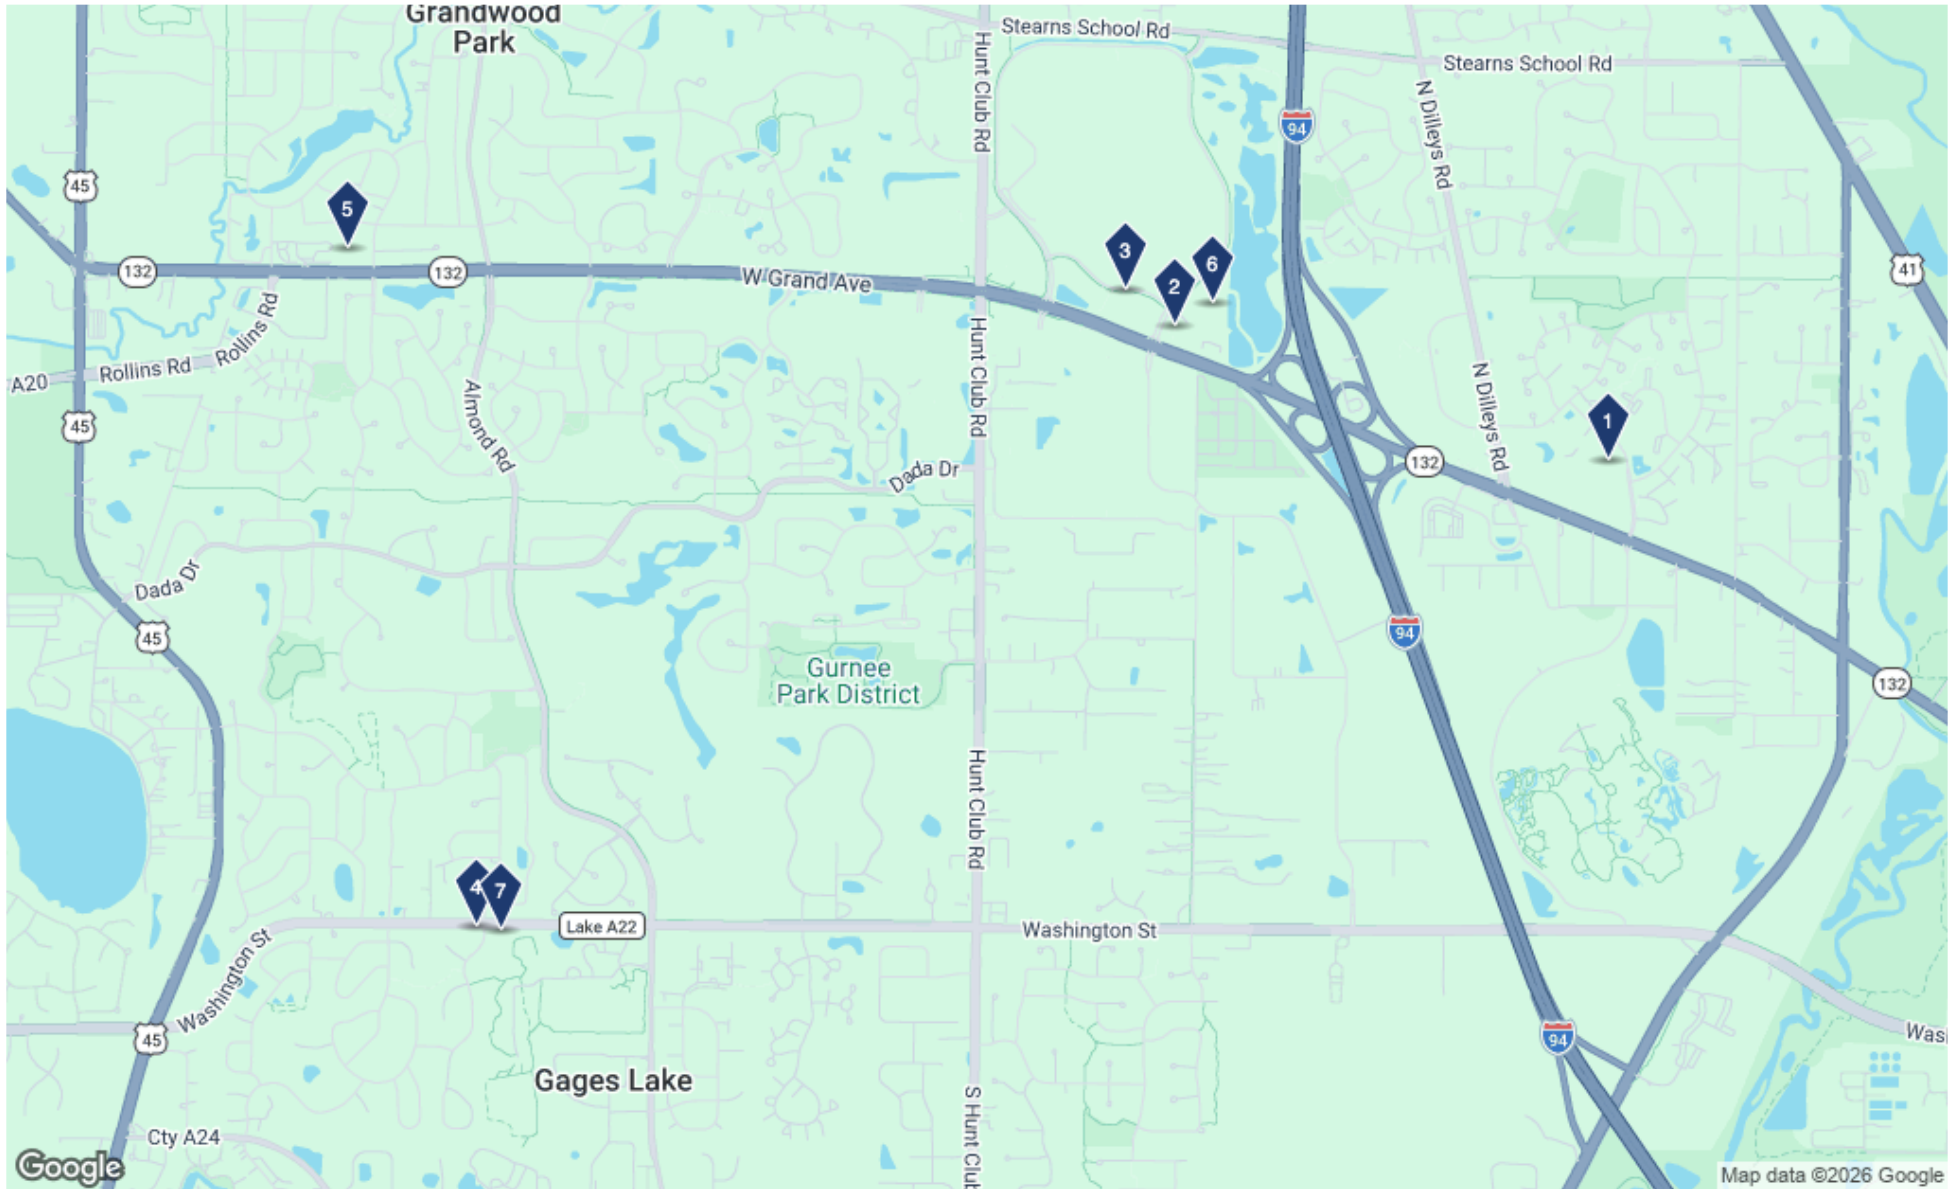 Grandwood
Park
Stearns School Rd
Stearns School Rd
Hunt Club Rd
N Dilleys Rd
94
45
5
132
132
W Grand Ave
3
6
2
41
Rollins Rd
Rollins Rd
A20
45
Almond Rd
Hunt Club Rd
N Dilleys Rd
1
132
Dada Dr
Dada Dr
45
94
Gurnee
Park District
132
Hunt Club Rd
4
7
Lake A22
Washington St
Washington St
45
94
Gages Lake
S Hunt Club
Cty A24
Google
Map data ©2026 Google